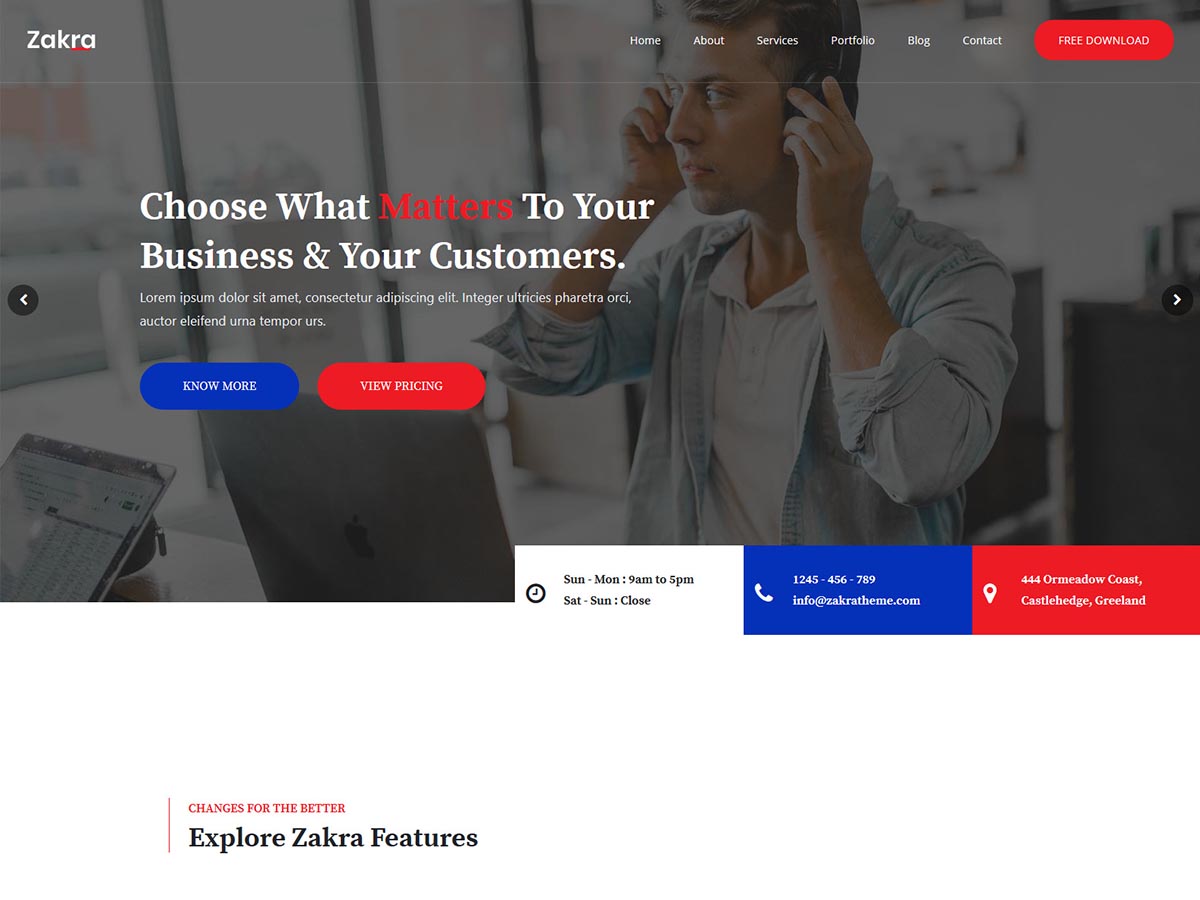 Zakra
Home
About
Services
Portfolio
Blog
Contact
FREE DOWNLOAD
Choose What Matters To Your
Business & Your Customers.
Lorem ipsum dolor sit amet, consectetur adipiscing elit. Integer ultricies pharetra orci,
auctor eleifend urna tempor urs.
KNOW MORE
VIEW PRICING
Sun - Mon : 9am to 5pm
Sat - Sun : Close
1245 - 456 - 789
info@zakratheme.com
444 Ormeadow Coast,
Castlehedge, Greeland
CHANGES FOR THE BETTER
Explore Zakra Features